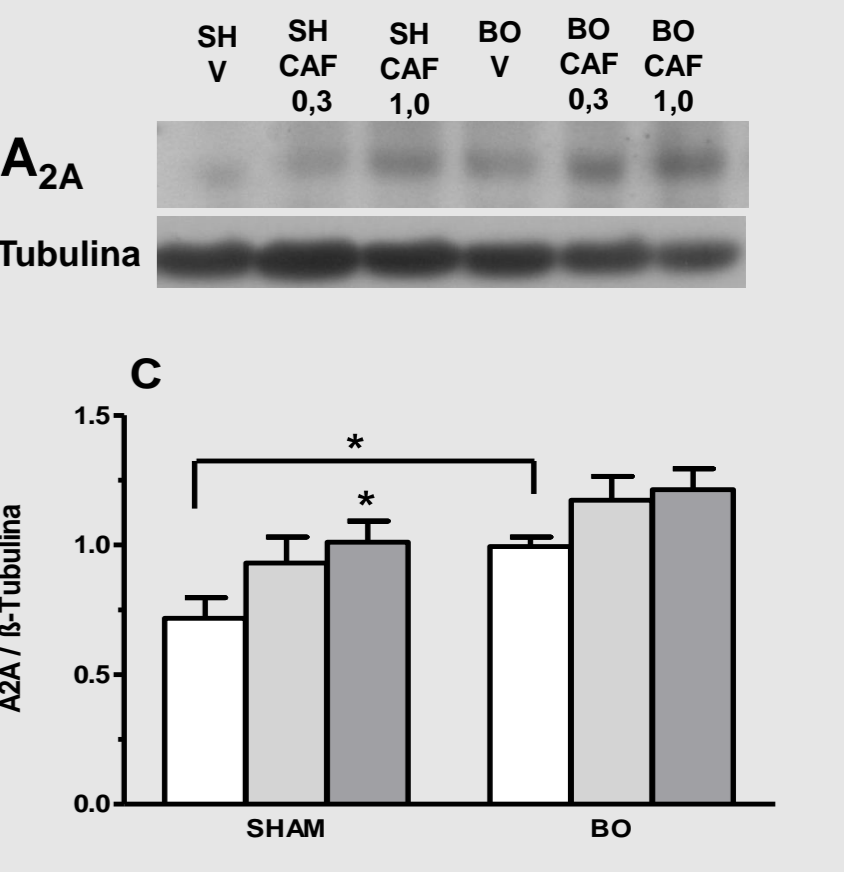 SH SH SH BO BO BO
V CAF CAF V CAF CAF
0,3 1,0 0,3 1,0
A2A
Tubulina
C
1.5
*
*
1.0
A2A / ß-Tubulina
0.5
0.0
SHAM BO